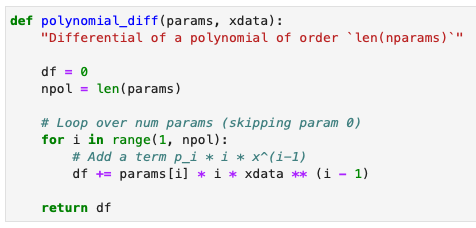 def polynomial_diff(params, xdata):
    "Differential of a polynomial of order `len(nparams)`"
    df = 0
    npol = len(params)
    # Loop over num params (skipping param 0)
    for i in range(1, npol):
        # Add a term p_i * i * x^(i-1)
        df += params[i] * i * xdata ** (i - 1)
    return df